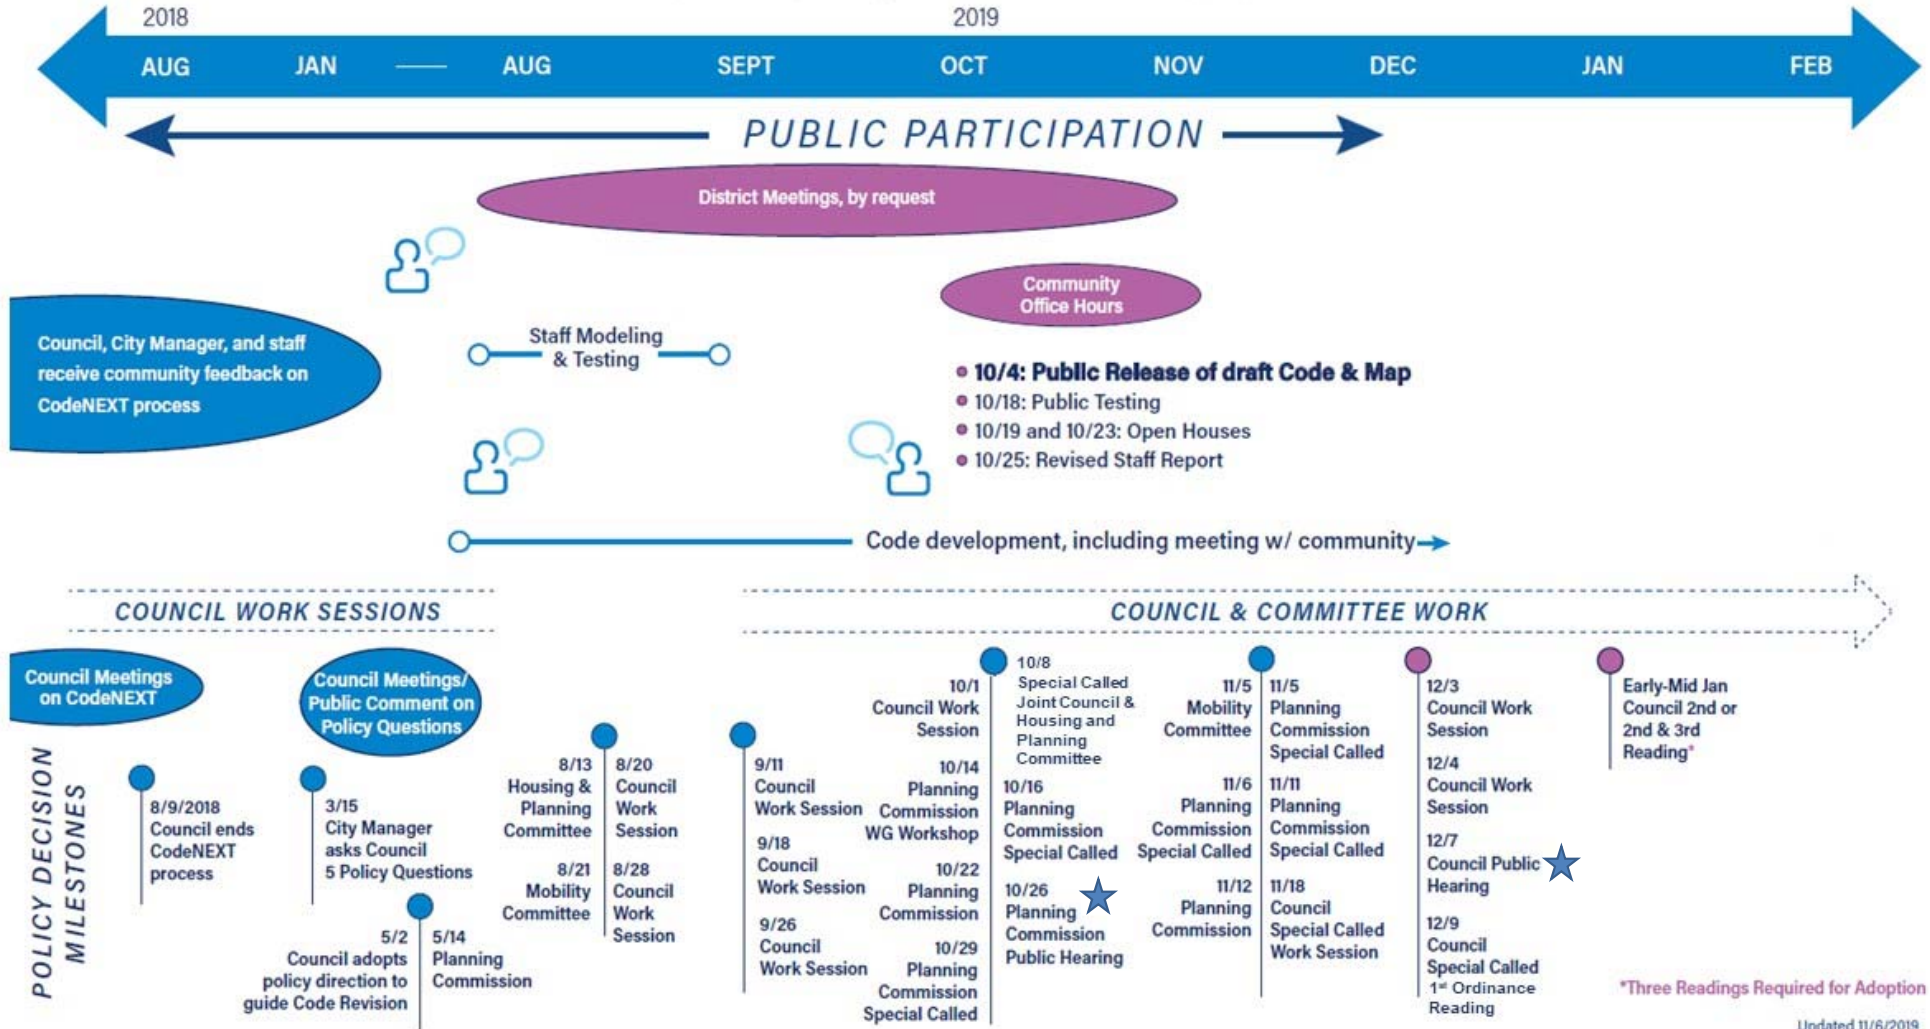 2018
2019
AUG
JAN
AUG
SEPT
OCT
NOV
DEC
JAN
FEB
PUBLIC PARTICIPATION
District Meetings, by request
Community
Office Hours
Council, City Manager, and staff
receive community feedback on
CodeNEXT process
Staff Modeling
& Testing
10/4: Public Release of draft Code & Map
10/18: Public Testing
10/19 and 10/23: Open Houses
10/25: Revised Staff Report
Code development, including meeting w/ community
COUNCIL WORK SESSIONS
COUNCIL & COMMITTEE WORK
Council Meetings
on CodeNEXT
Council Meetings/
Public Comment on
Policy Questions
POLICY DECISION
MILESTONES
8/9/2018
Council ends
CodeNEXT
process
3/15
City Manager
asks Council
5 Policy Questions
5/2
Council adopts
policy direction to
guide Code Revision
5/14
Planning
Commission
8/13
Housing &
Planning
Committee
8/21
Mobility
Committee
8/20
Council
Work
Session
8/28
Council
Work
Session
9/11
Council
Work Session
9/18
Council
Work Session
9/26
Council
Work Session
10/1
Council Work
Session
10/14
Planning
Commission
WG Workshop
10/22
Planning
Commission
10/29
Planning
Commission
Special Called
10/8
Special Called
Joint Council &
Housing and
Planning
Committee
10/16
Planning
Commission
Special Called
10/26
Planning
Commission
Public Hearing
11/5
Mobility
Committee
11/6
Planning
Commission
Special Called
11/12
Planning
Commission
11/5
Planning
Commission
Special Called
11/11
Planning
Commission
Special Called
11/18
Council
Special Called
Work Session
12/3
Council Work
Session
12/4
Council Work
Session
12/7
Council Public
Hearing
12/9
Council
Special Called
1st Ordinance
Reading
Early-Mid Jan
Council 2nd or
2nd & 3rd
Reading*
*Three Readings Required for Adoption
Updated 11/6/2019